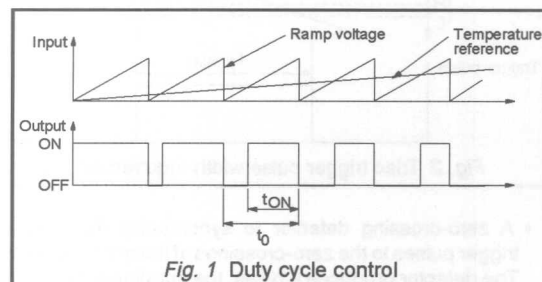 Input
Ramp voltage
Temperature
reference
Output
ON
OFF
tON
t0
Fig. 1 Duty cycle control